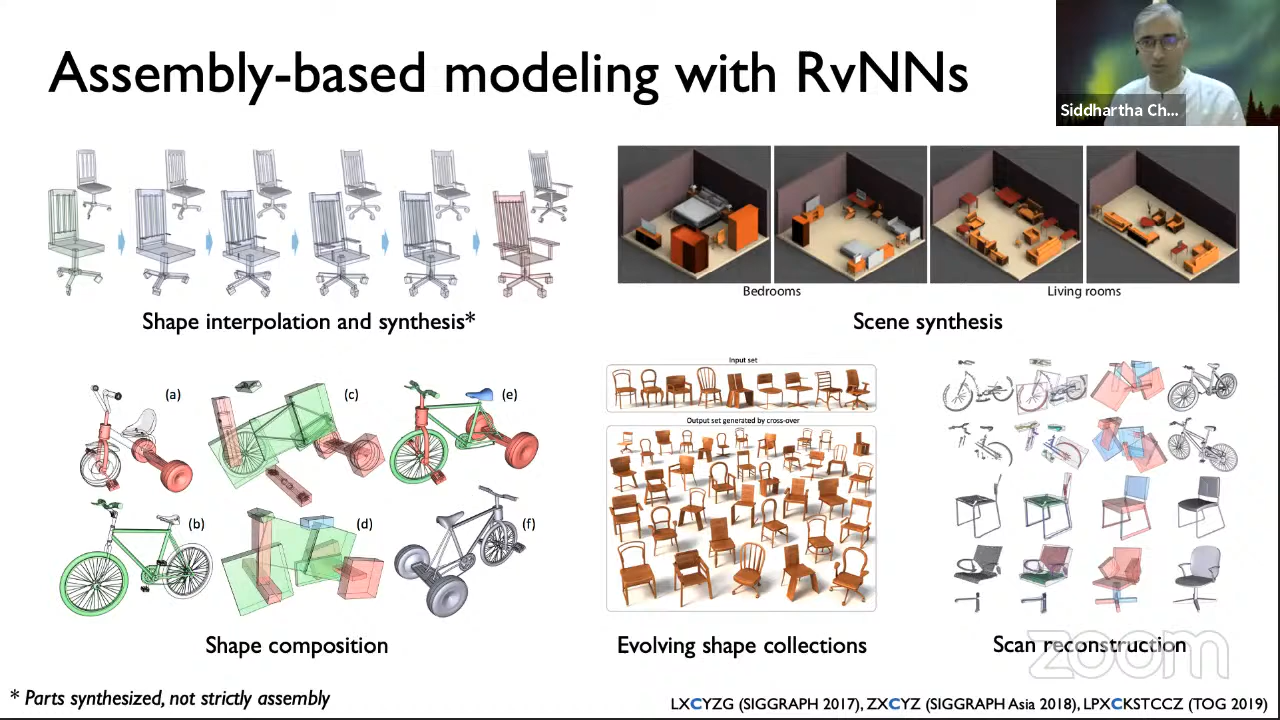 Assembly-based modeling with RvNNs
Siddhartha Ch...
Bedrooms
Living rooms
Shape interpolation and synthesis*
Scene synthesis
Input set
Output set generated by cross-over
(a)
(c)
(e)
(b)
(d)
(f)
Shape composition
Evolving shape collections
Scan reconstruction
zoom
* Parts synthesized, not strictly assembly
LXCYZG (SIGGRAPH 2017), ZXCYZ (SIGGRAPH Asia 2018), LPXCKSTCCZ (TOG 2019)